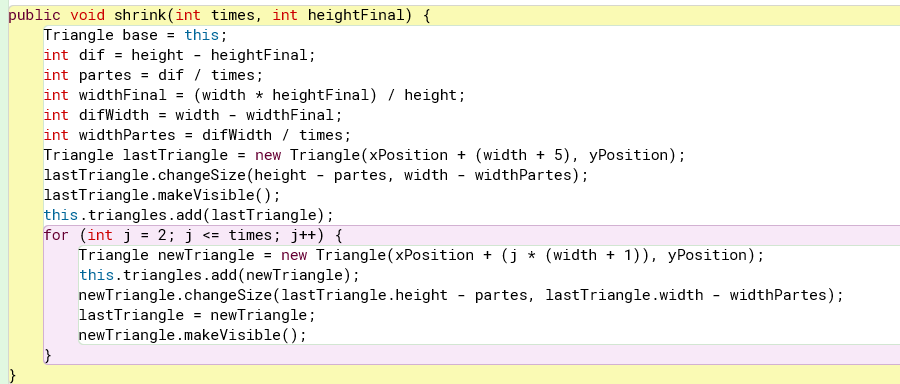 public void shrink(int times, int heightFinal) {
    Triangle base = this;
    int dif = height - heightFinal;
    int partes = dif / times;
    int widthFinal = (width * heightFinal) / height;
    int difWidth = width - widthFinal;
    int widthPartes = difWidth / times;
    Triangle lastTriangle = new Triangle(xPosition + (width + 5), yPosition);
    lastTriangle.changeSize(height - partes, width - widthPartes);
    lastTriangle.makeVisible();
    this.triangles.add(lastTriangle);
    for (int j = 2; j <= times; j++) {
        Triangle newTriangle = new Triangle(xPosition + (j * (width + 1)), yPosition);
        this.triangles.add(newTriangle);
        newTriangle.changeSize(lastTriangle.height - partes, lastTriangle.width - widthPartes);
        lastTriangle = newTriangle;
        newTriangle.makeVisible();
    }
}